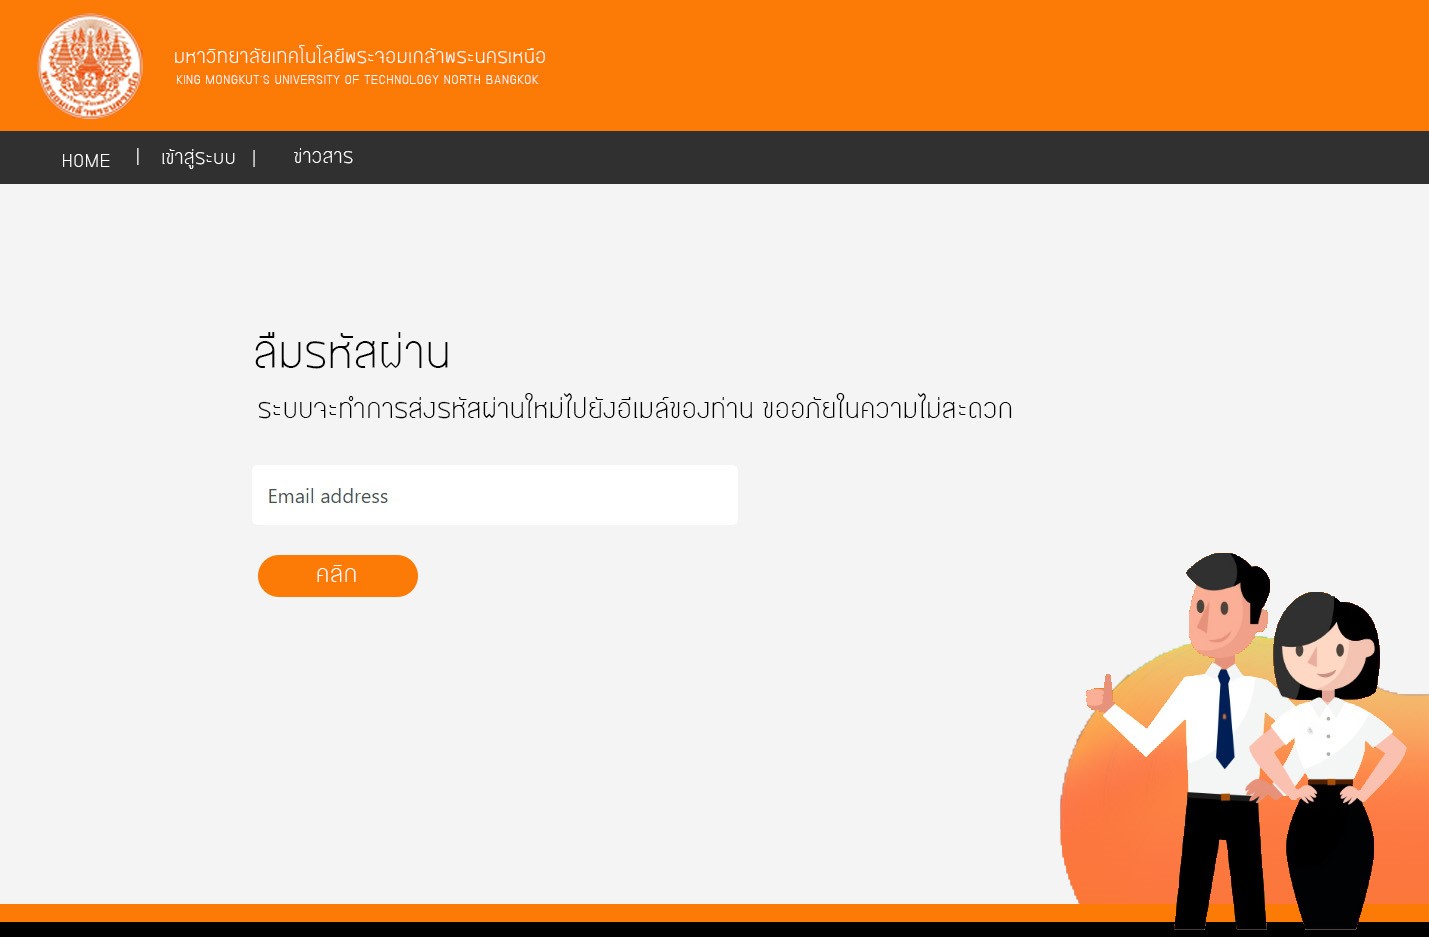 มหาวิทยาลัยเทคโนโลยีพระจอมเกล้าพระนครเหนือ
KING MONGKUT'S UNIVERSITY OF TECHNOLOGY NORTH BANGKOK
HOME | เข้าสู่ระบบ | ข่าวสาร
ลืมรหัสผ่าน
ระบบจะทำการส่งรหัสผ่านใหม่ไปยังอีเมล์ของท่าน ขออภัยในความไม่สะดวก
Email address
คลิก